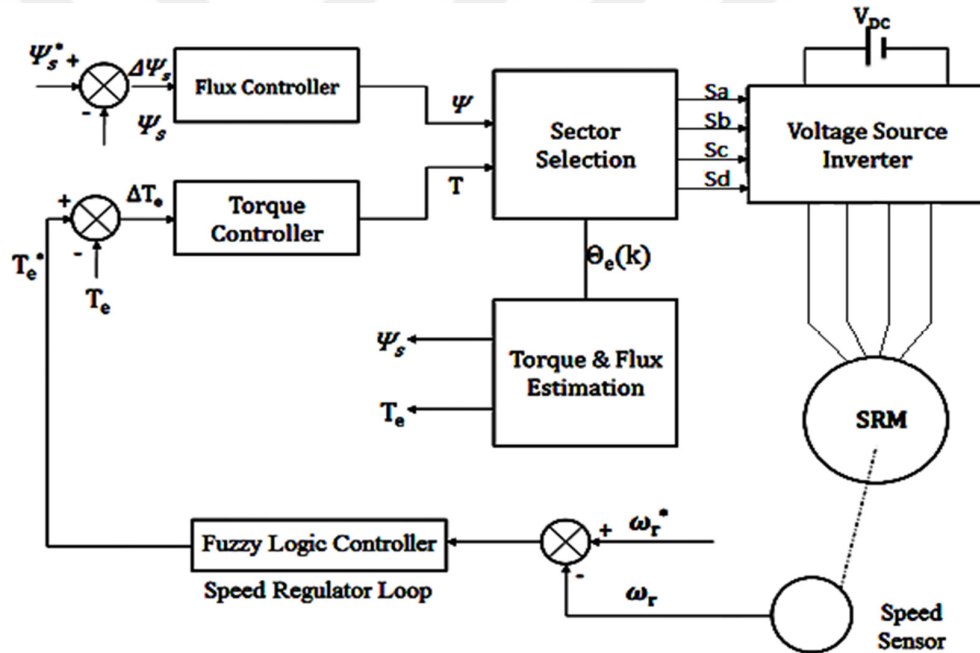 V_DC
Ψ_s* +
ΔΨ_s
-
Ψ_s
Flux Controller
Ψ
Sector
Selection
Sa
Sb
Sc
Sd
Voltage Source
Inverter
+
ΔT_e
-
T_e*
T_e
Torque
Controller
T
Θ_e(k)
Ψ_s
T_e
Torque & Flux
Estimation
SRM
Fuzzy Logic Controller
Speed Regulator Loop
+
ω_r*
-
ω_r
Speed
Sensor